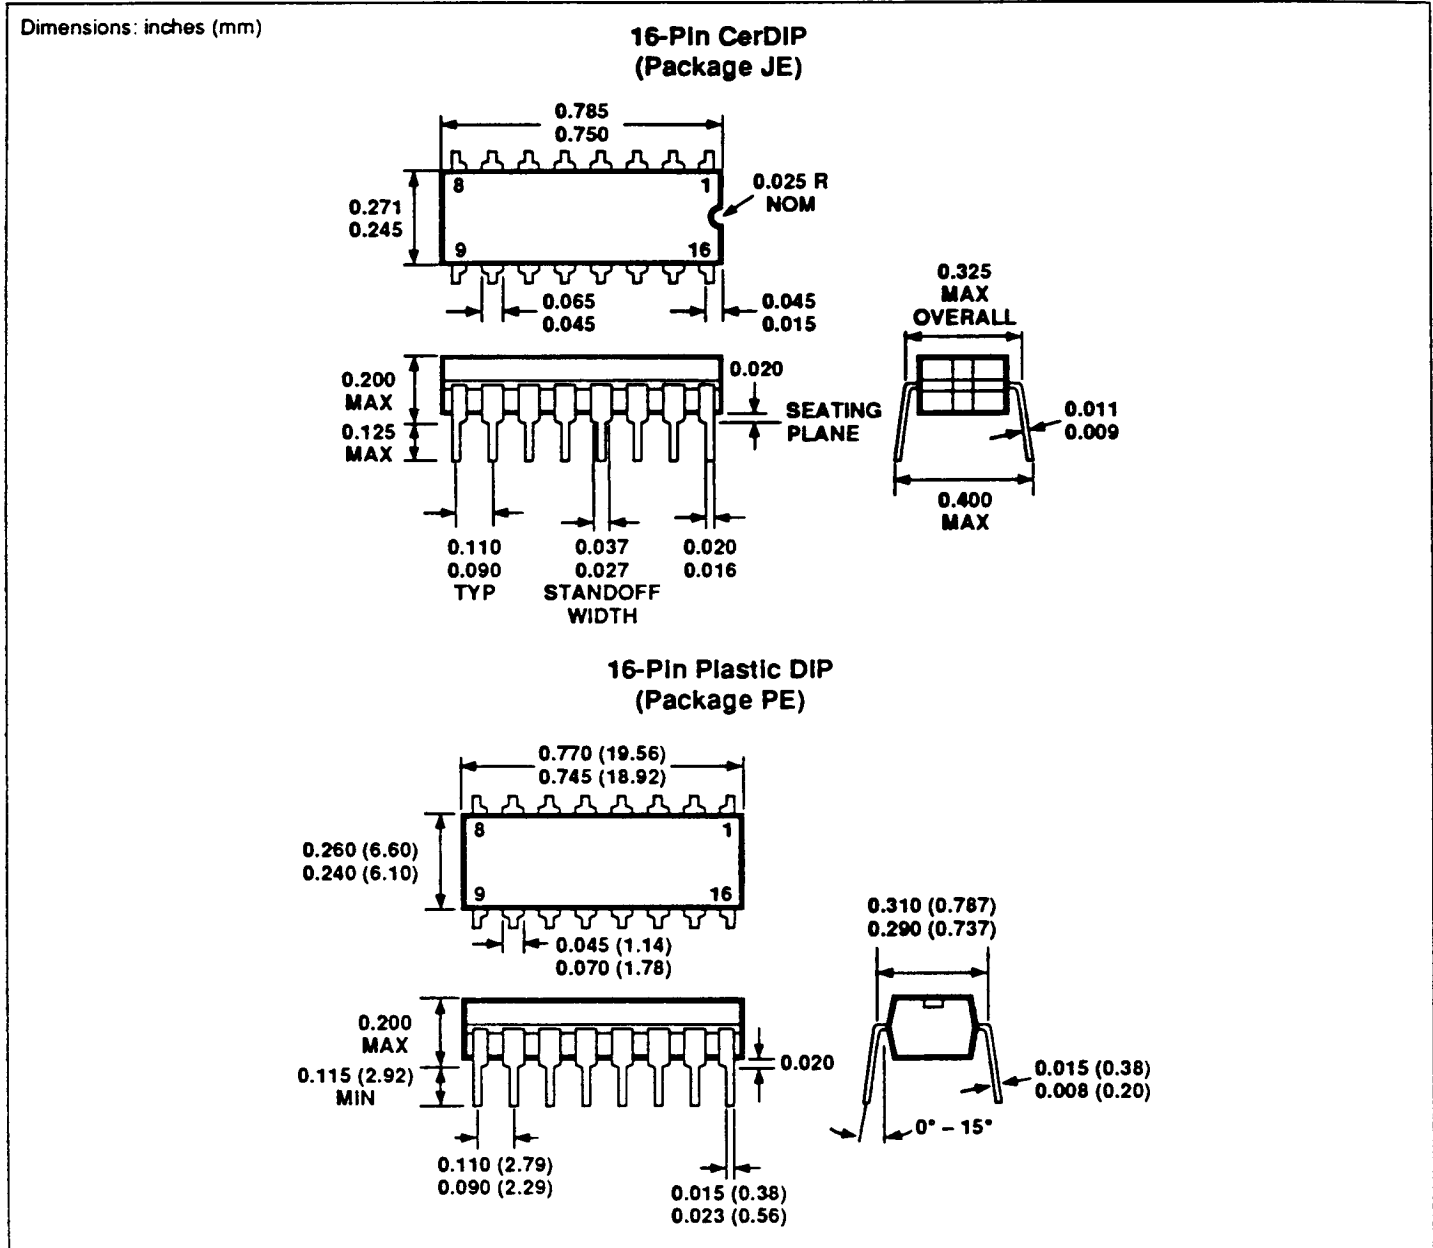 Dimensions: inches (mm)
16-Pin CerDIP
(Package JE)
0.785
0.750
8
1
0.025 R
NOM
0.271
0.245
9
16
0.065
0.045
0.045
0.015
0.325
MAX
OVERALL
0.200
MAX
0.020
0.125
MAX
SEATING
PLANE
0.011
0.009
0.400
MAX
0.110
0.090
TYP
0.037
0.027
STANDOFF
WIDTH
0.020
0.016
16-Pin Plastic DIP
(Package PE)
0.770 (19.56)
0.745 (18.92)
8
1
0.260 (6.60)
0.240 (6.10)
9
16
0.045 (1.14)
0.070 (1.78)
0.310 (0.787)
0.290 (0.737)
0.200
MAX
0.020
0.115 (2.92)
MIN
0.015 (0.38)
0.008 (0.20)
0° – 15°
0.110 (2.79)
0.090 (2.29)
0.015 (0.38)
0.023 (0.56)